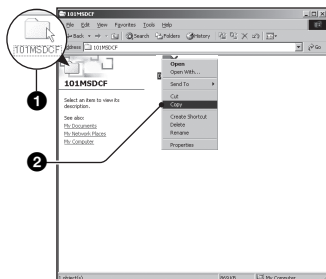 101MSDCF
File Edit View Favorites Tools Help
Back Search Folders History
Address 101MSDCF Go
101MSDCF
1
101MSDCF
Select an item to view its description.
See also:
My Documents
My Network Places
My Computer
Open
Open With...
Send To
Cut
Copy
2
Create Shortcut
Delete
Rename
Properties
1 object(s)
My Computer